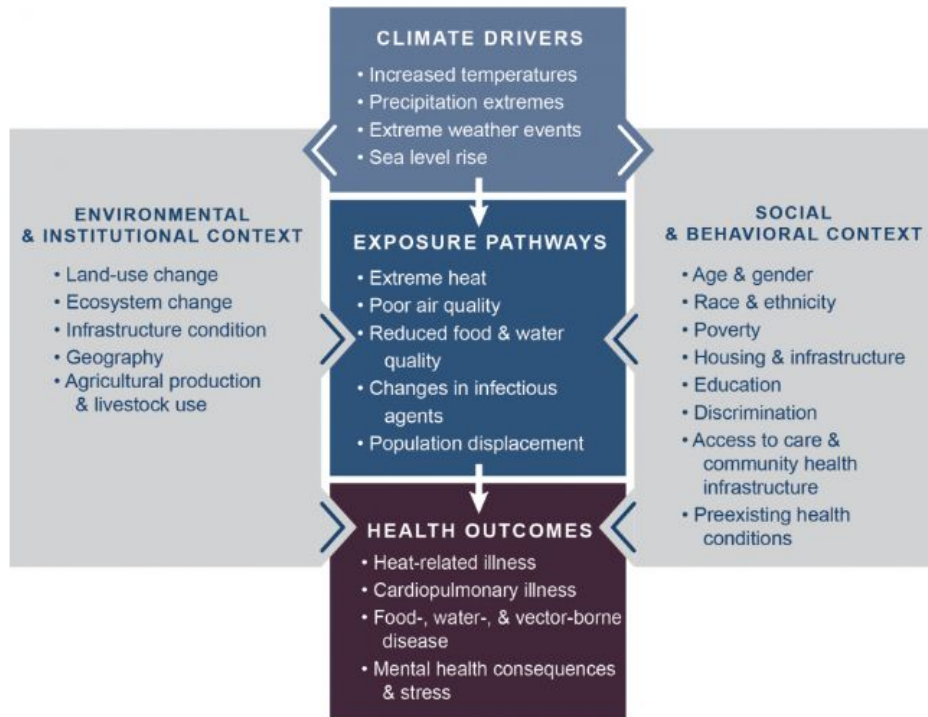 CLIMATE DRIVERS
• Increased temperatures
• Precipitation extremes
• Extreme weather events
• Sea level rise
ENVIRONMENTAL
& INSTITUTIONAL CONTEXT
• Land-use change
• Ecosystem change
• Infrastructure condition
• Geography
• Agricultural production
& livestock use
EXPOSURE PATHWAYS
• Extreme heat
• Poor air quality
• Reduced food & water
quality
• Changes in infectious
agents
• Population displacement
SOCIAL
& BEHAVIORAL CONTEXT
• Age & gender
• Race & ethnicity
• Poverty
• Housing & infrastructure
• Education
• Discrimination
• Access to care &
community health
infrastructure
• Preexisting health
conditions
HEALTH OUTCOMES
• Heat-related illness
• Cardiopulmonary illness
• Food-, water-, & vector-borne
disease
• Mental health consequences
& stress